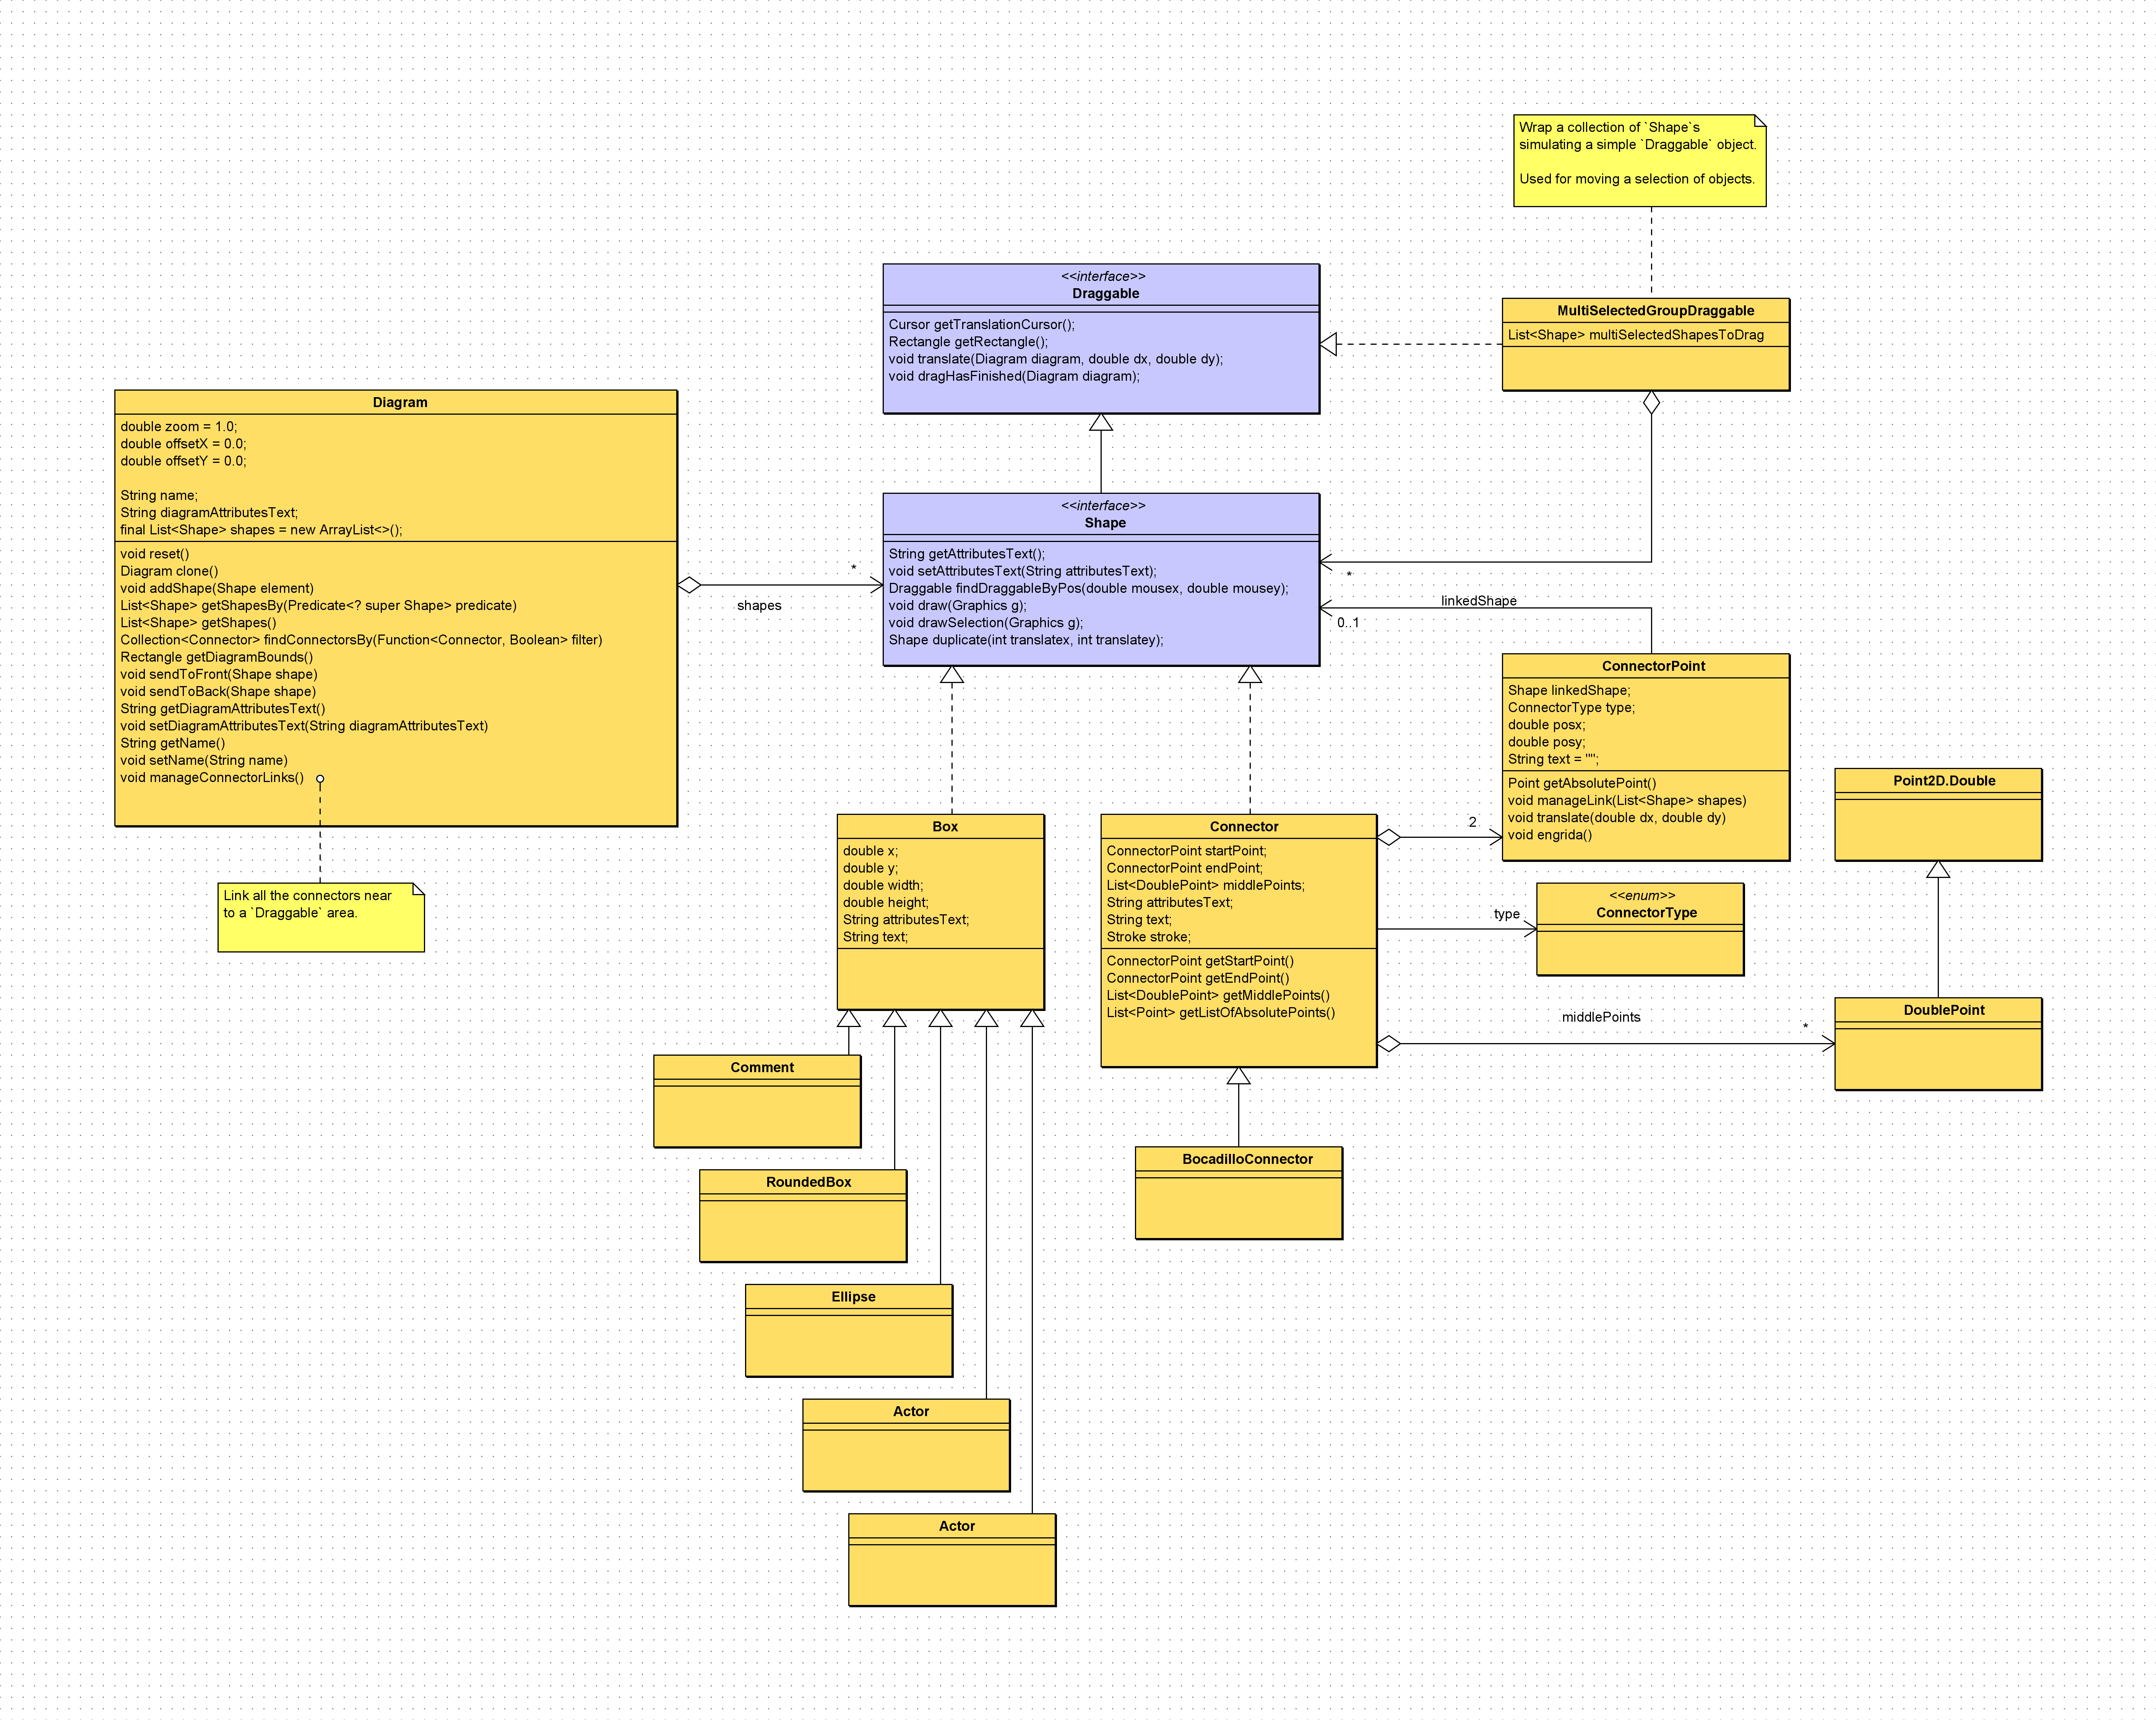 Wrap a collection of `Shape`s
simulating a simple `Draggable` object.
Used for moving a selection of objects.
<<interface>>
Draggable
Cursor getTranslationCursor();
Rectangle getRectangle();
void translate(Diagram diagram, double dx, double dy);
void dragHasFinished(Diagram diagram);
MultiSelectedGroupDraggable
List<Shape> multiSelectedShapesToDrag
Diagram
double zoom = 1.0;
double offsetX = 0.0;
double offsetY = 0.0;
String name;
String diagramAttributesText;
final List<Shape> shapes = new ArrayList<>();
void reset()
Diagram clone()
void addShape(Shape element)
List<Shape> getShapesBy(Predicate<? super Shape> predicate)
List<Shape> getShapes()
Collection<Connector> findConnectorsBy(Function<Connector, Boolean> filter)
Rectangle getDiagramBounds()
void sendToFront(Shape shape)
void sendToBack(Shape shape)
String getDiagramAttributesText()
void setDiagramAttributesText(String diagramAttributesText)
String getName()
void setName(String name)
void manageConnectorLinks()
*
shapes
<<interface>>
Shape
String getAttributesText();
void setAttributesText(String attributesText);
Draggable findDraggableByPos(double mousex, double mousey);
void draw(Graphics g);
void drawSelection(Graphics g);
Shape duplicate(int translatex, int translatey);
*
linkedShape
0..1
ConnectorPoint
Shape linkedShape;
ConnectorType type;
double posx;
double posy;
String text = "";
Point getAbsolutePoint()
void manageLink(List<Shape> shapes)
void translate(double dx, double dy)
void engrida()
Point2D.Double
Link all the connectors near
to a `Draggable` area.
Box
double x;
double y;
double width;
double height;
String attributesText;
String text;
Connector
ConnectorPoint startPoint;
ConnectorPoint endPoint;
List<DoublePoint> middlePoints;
String attributesText;
String text;
Stroke stroke;
ConnectorPoint getStartPoint()
ConnectorPoint getEndPoint()
List<DoublePoint> getMiddlePoints()
List<Point> getListOfAbsolutePoints()
2
type
<<enum>>
ConnectorType
middlePoints
*
DoublePoint
Comment
BocadilloConnector
RoundedBox
Ellipse
Actor
Actor